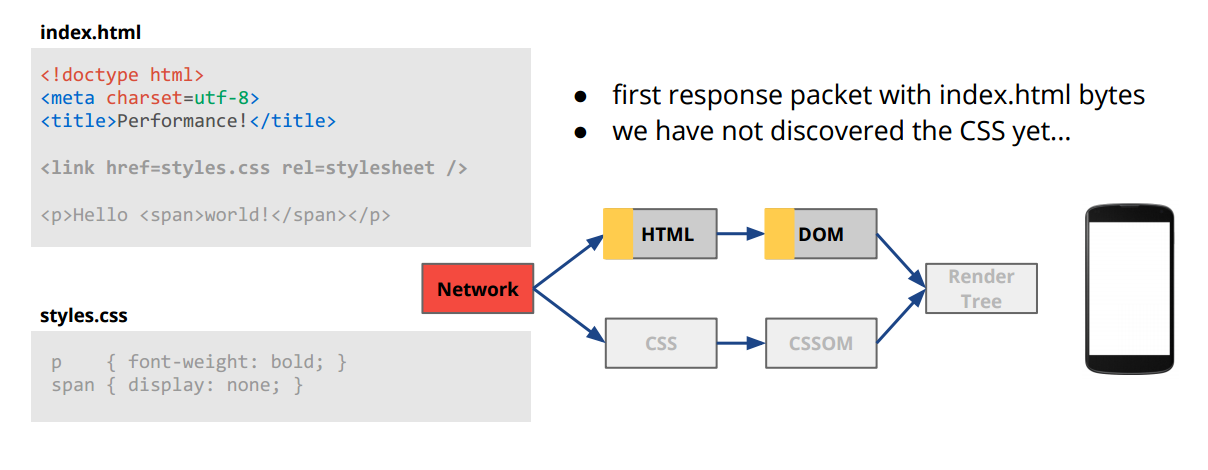 index.html
<!doctype html>
<meta charset=utf-8>
<title>Performance!</title>
<link href=styles.css rel=stylesheet />
<p>Hello <span>world!</span></p>
● first response packet with index.html bytes
● we have not discovered the CSS yet...
HTML
DOM
Network
Render
Tree
CSS
CSSOM
styles.css
p { font-weight: bold; }
span { display: none; }